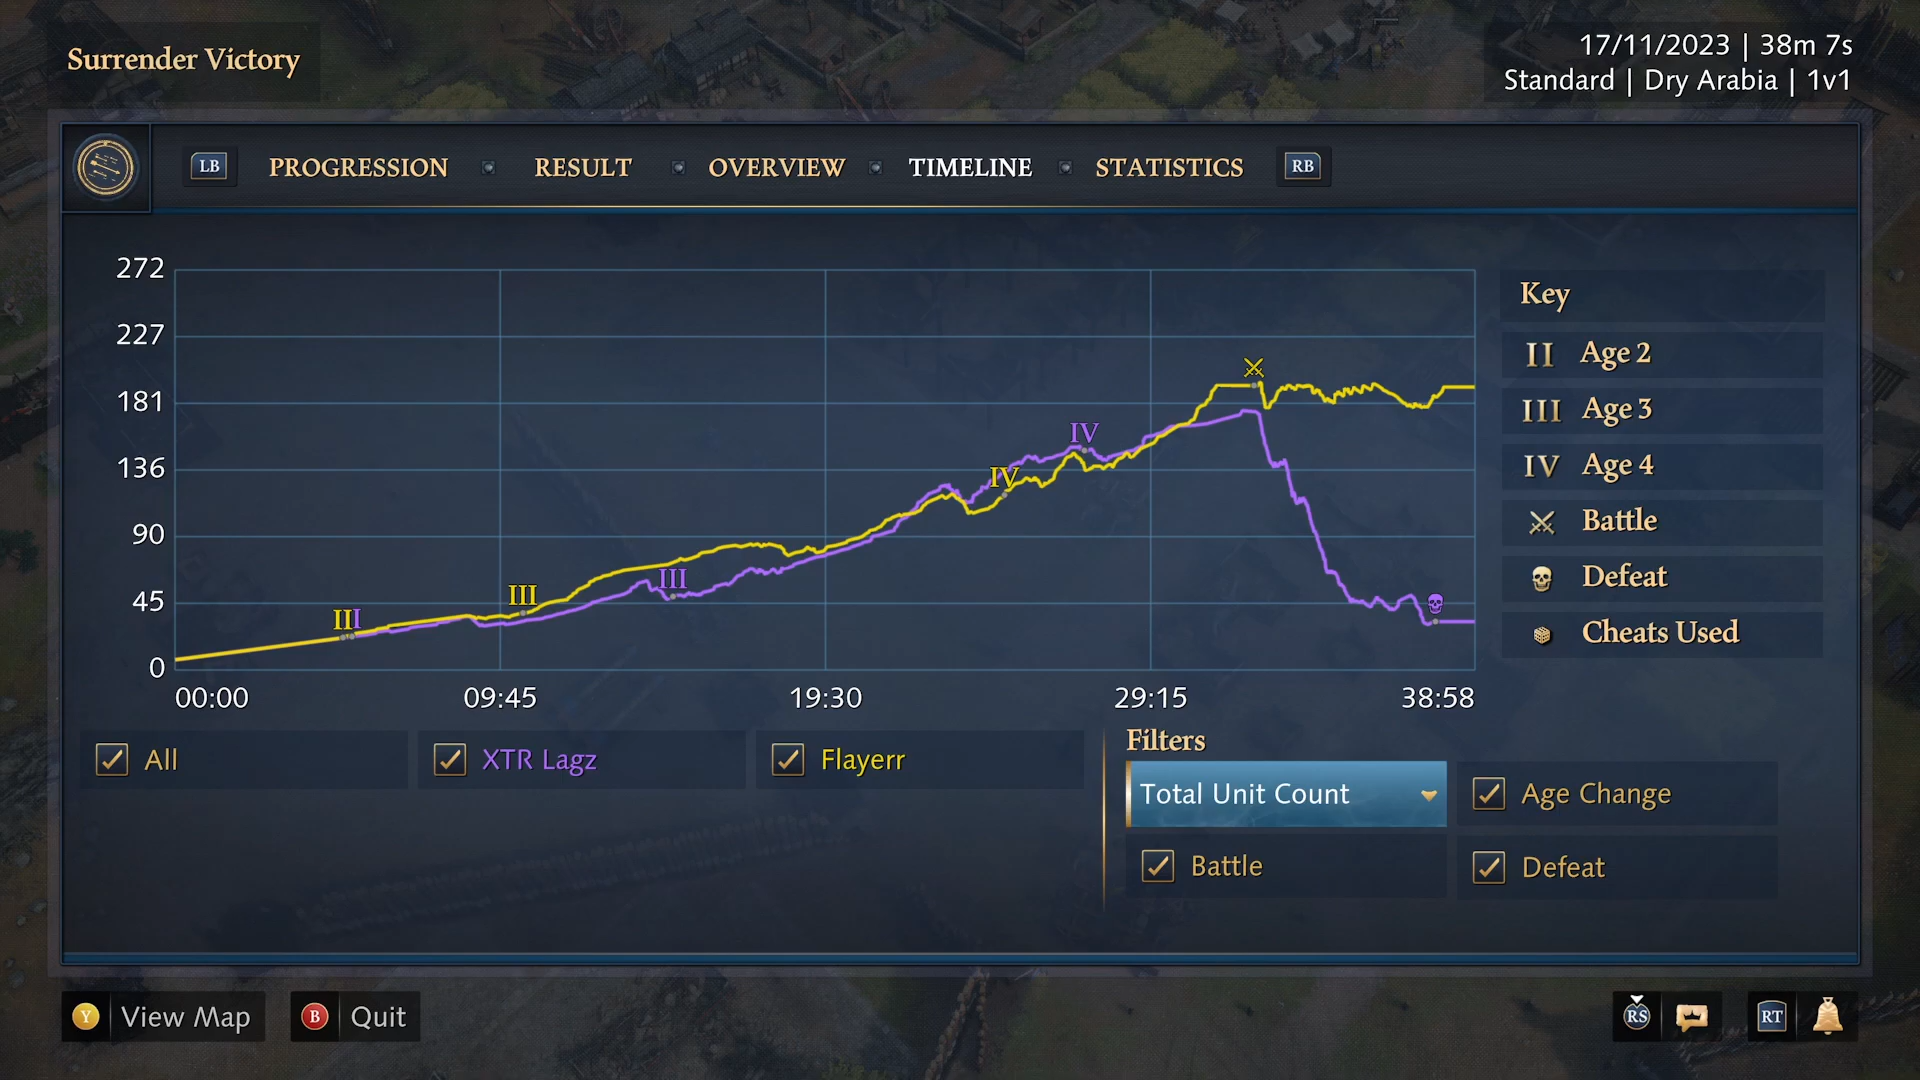 Surrender Victory
17/11/2023 | 38m 7s
Standard | Dry Arabia | 1v1
LB PROGRESSION RESULT OVERVIEW TIMELINE STATISTICS RB
272
227
181
136
90
45
0
II II
III
III
IV
IV
00:00 09:45 19:30 29:15 38:58
Key
II Age 2
III Age 3
IV Age 4
Battle
Defeat
Cheats Used
All XTR Lagz Flayerr
Filters
Total Unit Count Age Change
Battle Defeat
Y View Map B Quit RS RT